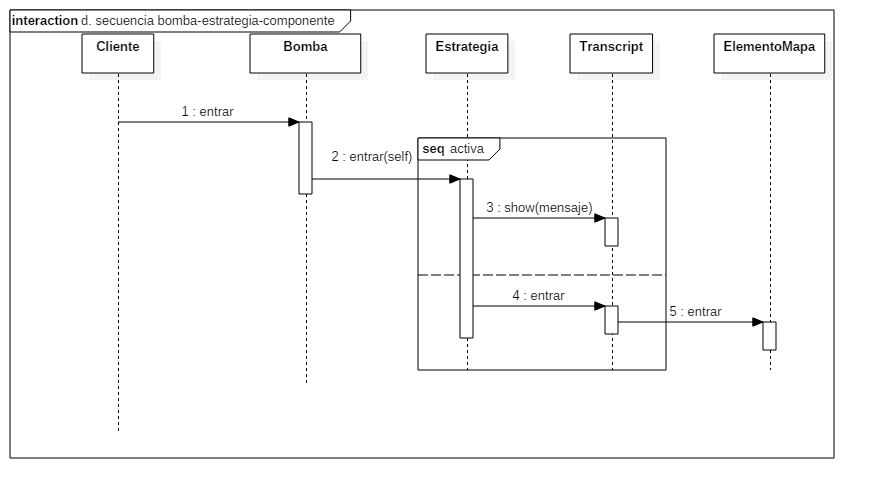 interaction d. secuencia bomba-estrategia-componente
Cliente
Bomba
Estrategia
Transcript
ElementoMapa
1 : entrar
seq activa
2 : entrar(self)
3 : show(mensaje)
4 : entrar
5 : entrar